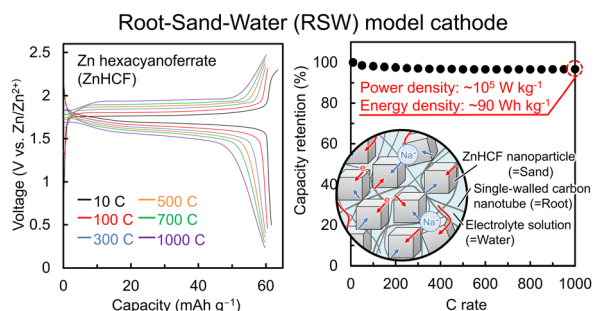 Root-Sand-Water (RSW) model cathode
Zn hexacyanoferrate
(ZnHCF)
2.5
2.0
1.5
1.0
0.5
0
Voltage (V vs. Zn/Zn²⁺)
10 C
100 C
300 C
500 C
700 C
1000 C
0
20
40
60
Capacity (mAh g⁻¹)
100
80
60
40
20
0
Capacity retention (%)
Power density: ~10⁵ W kg⁻¹
Energy density: ~90 Wh kg⁻¹
Na⁺
e⁻
e⁻
Na⁺
ZnHCF nanoparticle
(=Sand)
Single-walled carbon
nanotube (=Root)
Electrolyte solution
(=Water)
0
200
400
600
800
1000
C rate